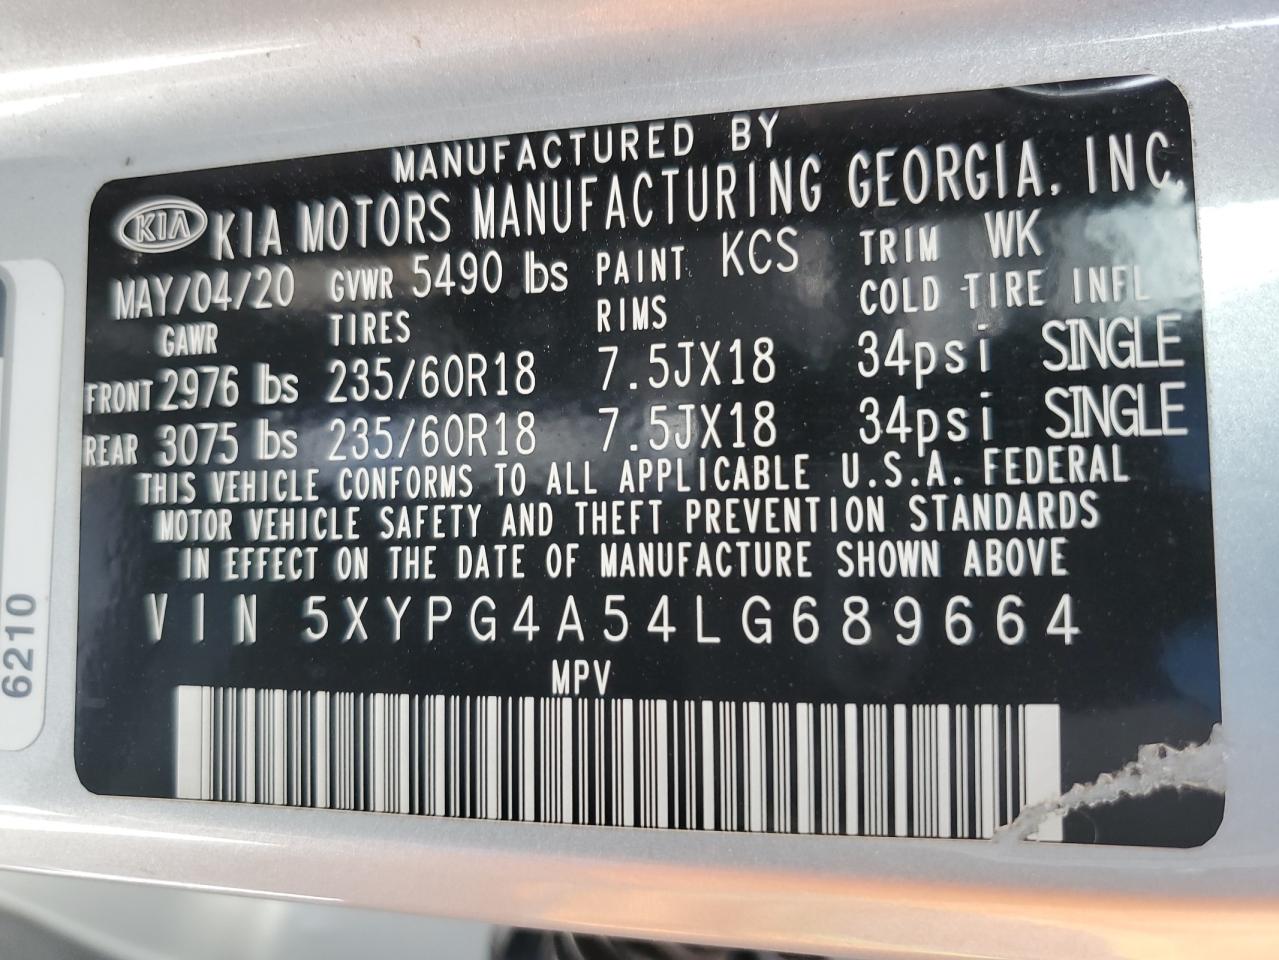 MANUFACTURED BY
KIA KIA MOTORS MANUFACTURING GEORGIA, INC.
MAY/04/20 GVWR 5490 lbs PAINT KCS TRIM WK
GAWR TIRES RIMS COLD TIRE INFL
FRONT 2976 lbs 235/60R18 7.5JX18 34psi SINGLE
REAR 3075 lbs 235/60R18 7.5JX18 34psi SINGLE
THIS VEHICLE CONFORMS TO ALL APPLICABLE U.S.A. FEDERAL
MOTOR VEHICLE SAFETY AND THEFT PREVENTION STANDARDS
IN EFFECT ON THE DATE OF MANUFACTURE SHOWN ABOVE
VIN 5XYPG4A54LG689664
MPV
6210